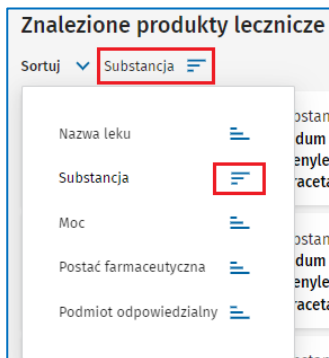 Znalezione produkty lecznicze
Sortuj Substancja
Nazwa leku
Substancja
Moc
Postać farmaceutyczna
Podmiot odpowiedzialny